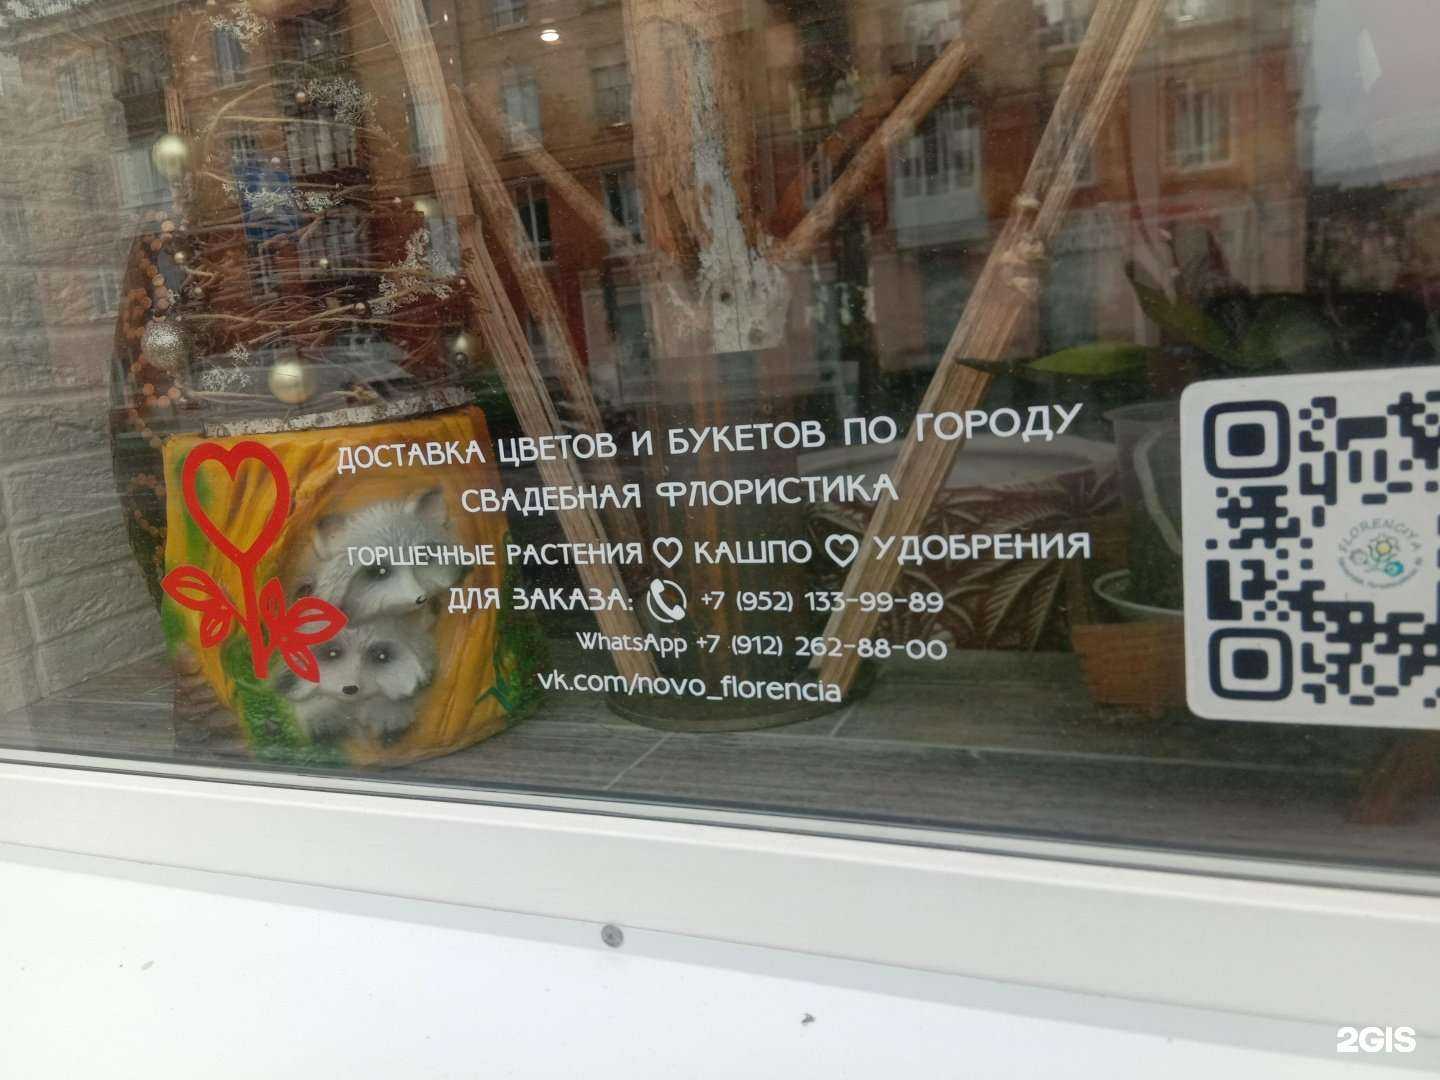 ДОСТАВКА ЦВЕТОВ И БУКЕТОВ ПО ГОРОДУ
СВАДЕБНАЯ ФЛОРИСТИКА
ГОРШЕЧНЫЕ РАСТЕНИЯ ♡ КАШПО ♡ УДОБРЕНИЯ
ДЛЯ ЗАКАЗА: +7 (952) 133-99-89
WhatsApp +7 (912) 262-88-00
vk.com/novo_florencia
FLORENCIYA
2GIS